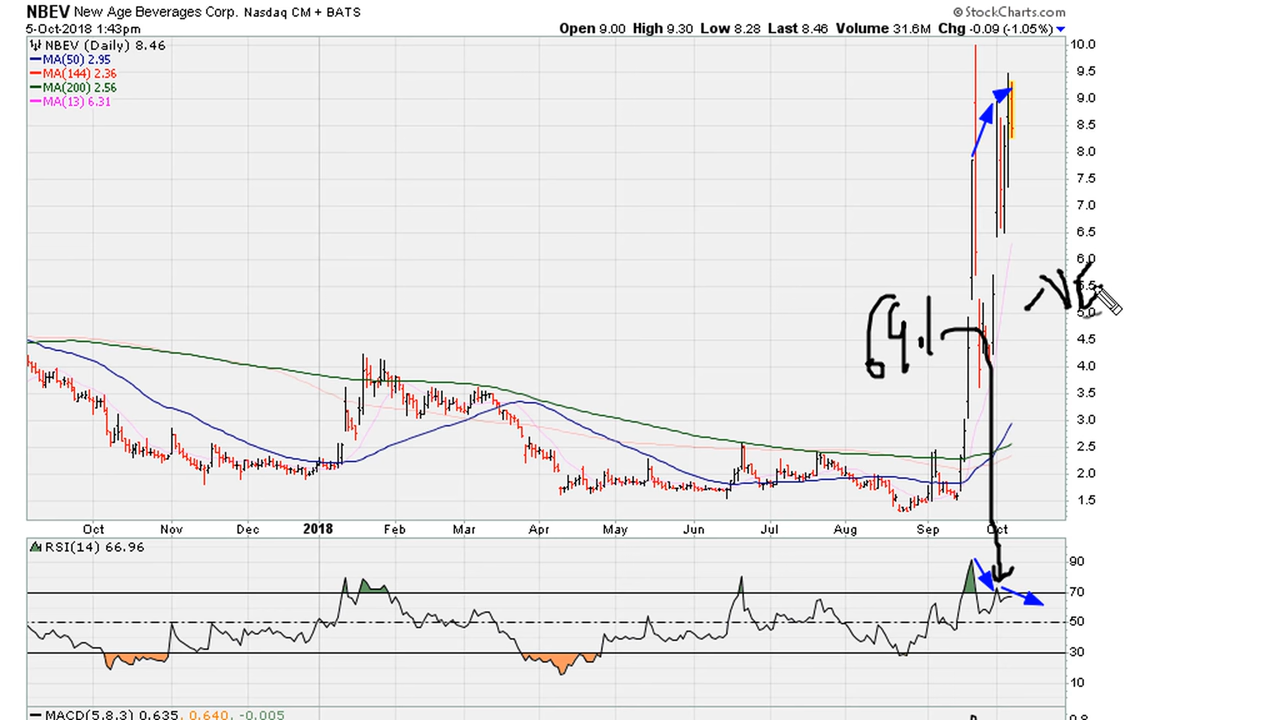 NBEV New Age Beverages Corp. Nasdaq CM + BATS © StockCharts.com
5-Oct-2018 1:43pm Open 9.00 High 9.30 Low 8.28 Last 8.46 Volume 31.6M Chg -0.09 (-1.05%)
NBEV (Daily) 8.46
MA(50) 2.95
MA(144) 2.36
MA(200) 2.56
MA(13) 6.31
10.0
9.5
9.0
8.5
8.0
7.5
7.0
6.5
6.0
5.5
5.0
4.5
4.0
3.5
3.0
2.5
2.0
1.5
69.1
-VE
Oct Nov Dec 2018 Feb Mar Apr May Jun Jul Aug Sep Oct
RSI(14) 66.96
90
70
50
30
10
MACD(5,8,3) 0.635, 0.640, -0.005
0.8